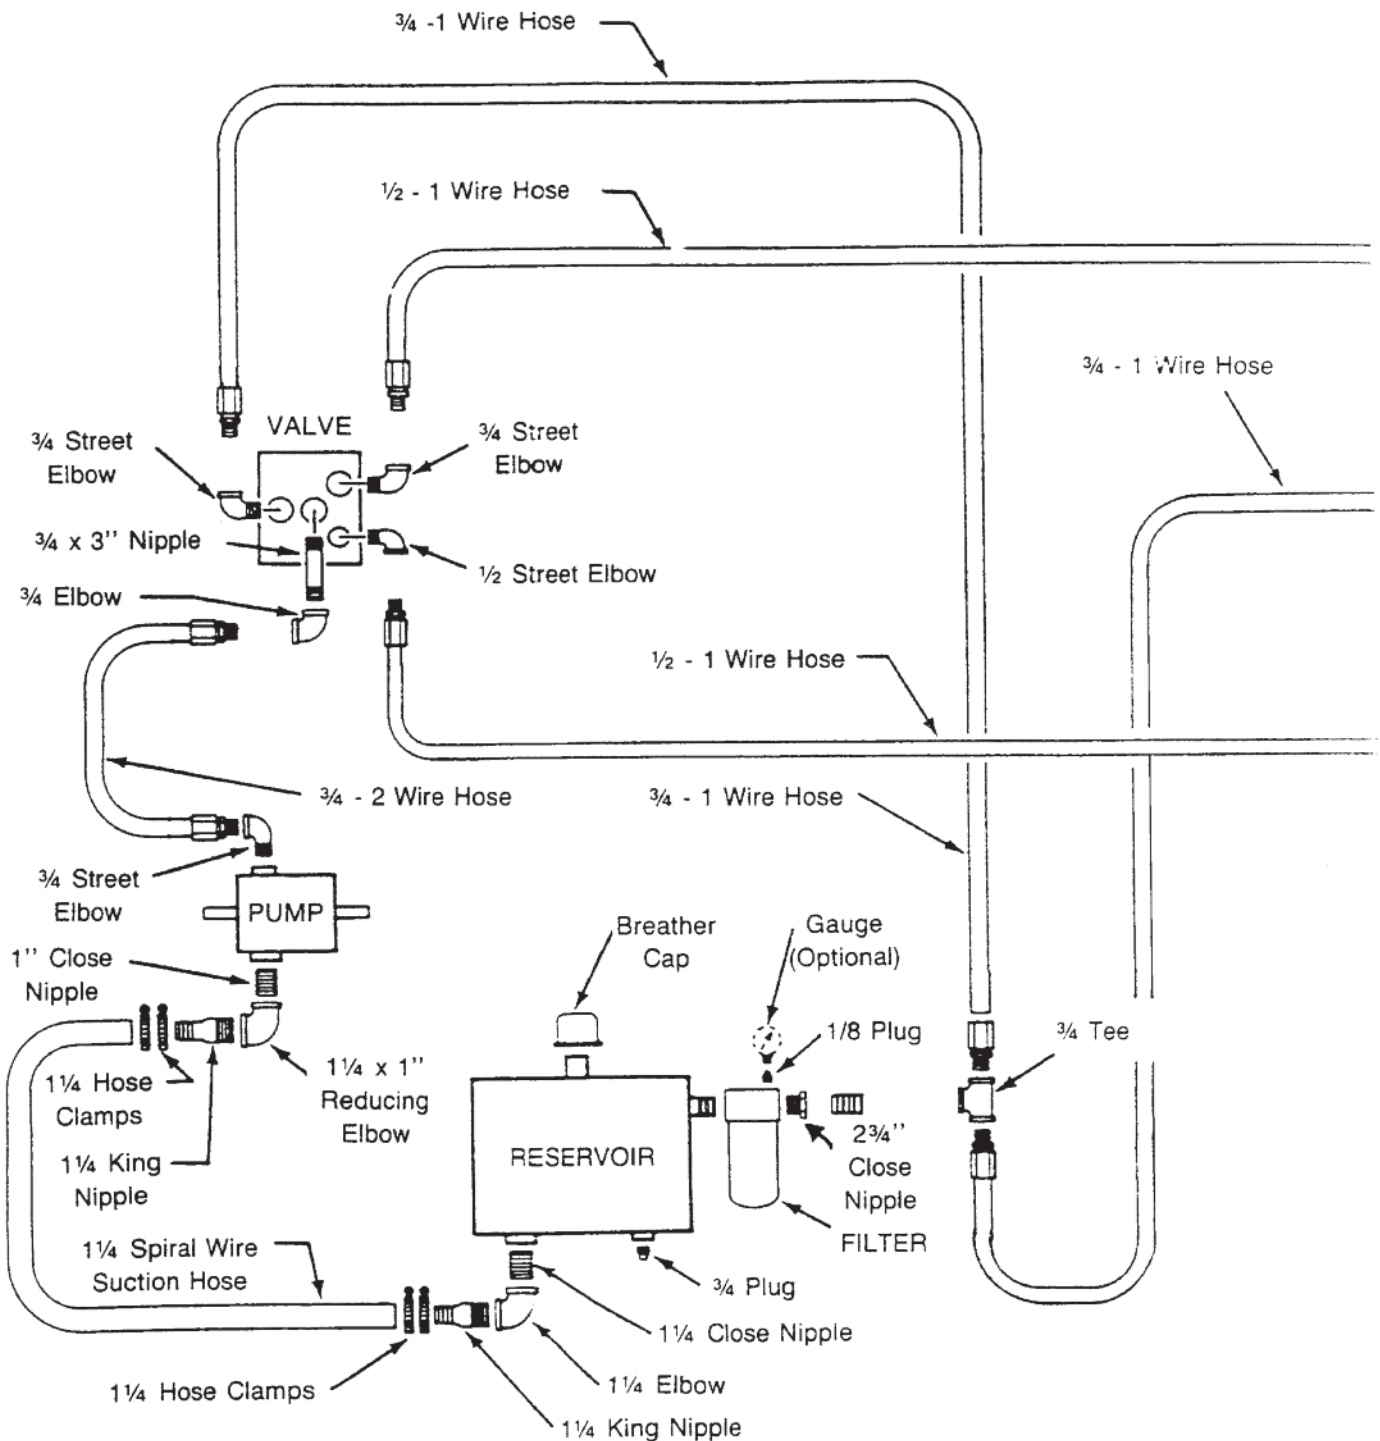 ¾ -1 Wire Hose
½ - 1 Wire Hose
¾ - 1 Wire Hose
VALVE
¾ Street
Elbow
¾ Street
Elbow
¾ x 3'' Nipple
½ Street Elbow
¾ Elbow
½ - 1 Wire Hose
¾ - 2 Wire Hose
¾ - 1 Wire Hose
¾ Street
Elbow
PUMP
1'' Close
Nipple
Breather
Cap
Gauge
(Optional)
1/8 Plug
¾ Tee
1¼ Hose
Clamps
1¼ x 1''
Reducing
Elbow
1¼ King
Nipple
RESERVOIR
2¾''
Close
Nipple
FILTER
1¼ Spiral Wire
Suction Hose
¾ Plug
1¼ Close Nipple
1¼ Hose Clamps
1¼ Elbow
1¼ King Nipple